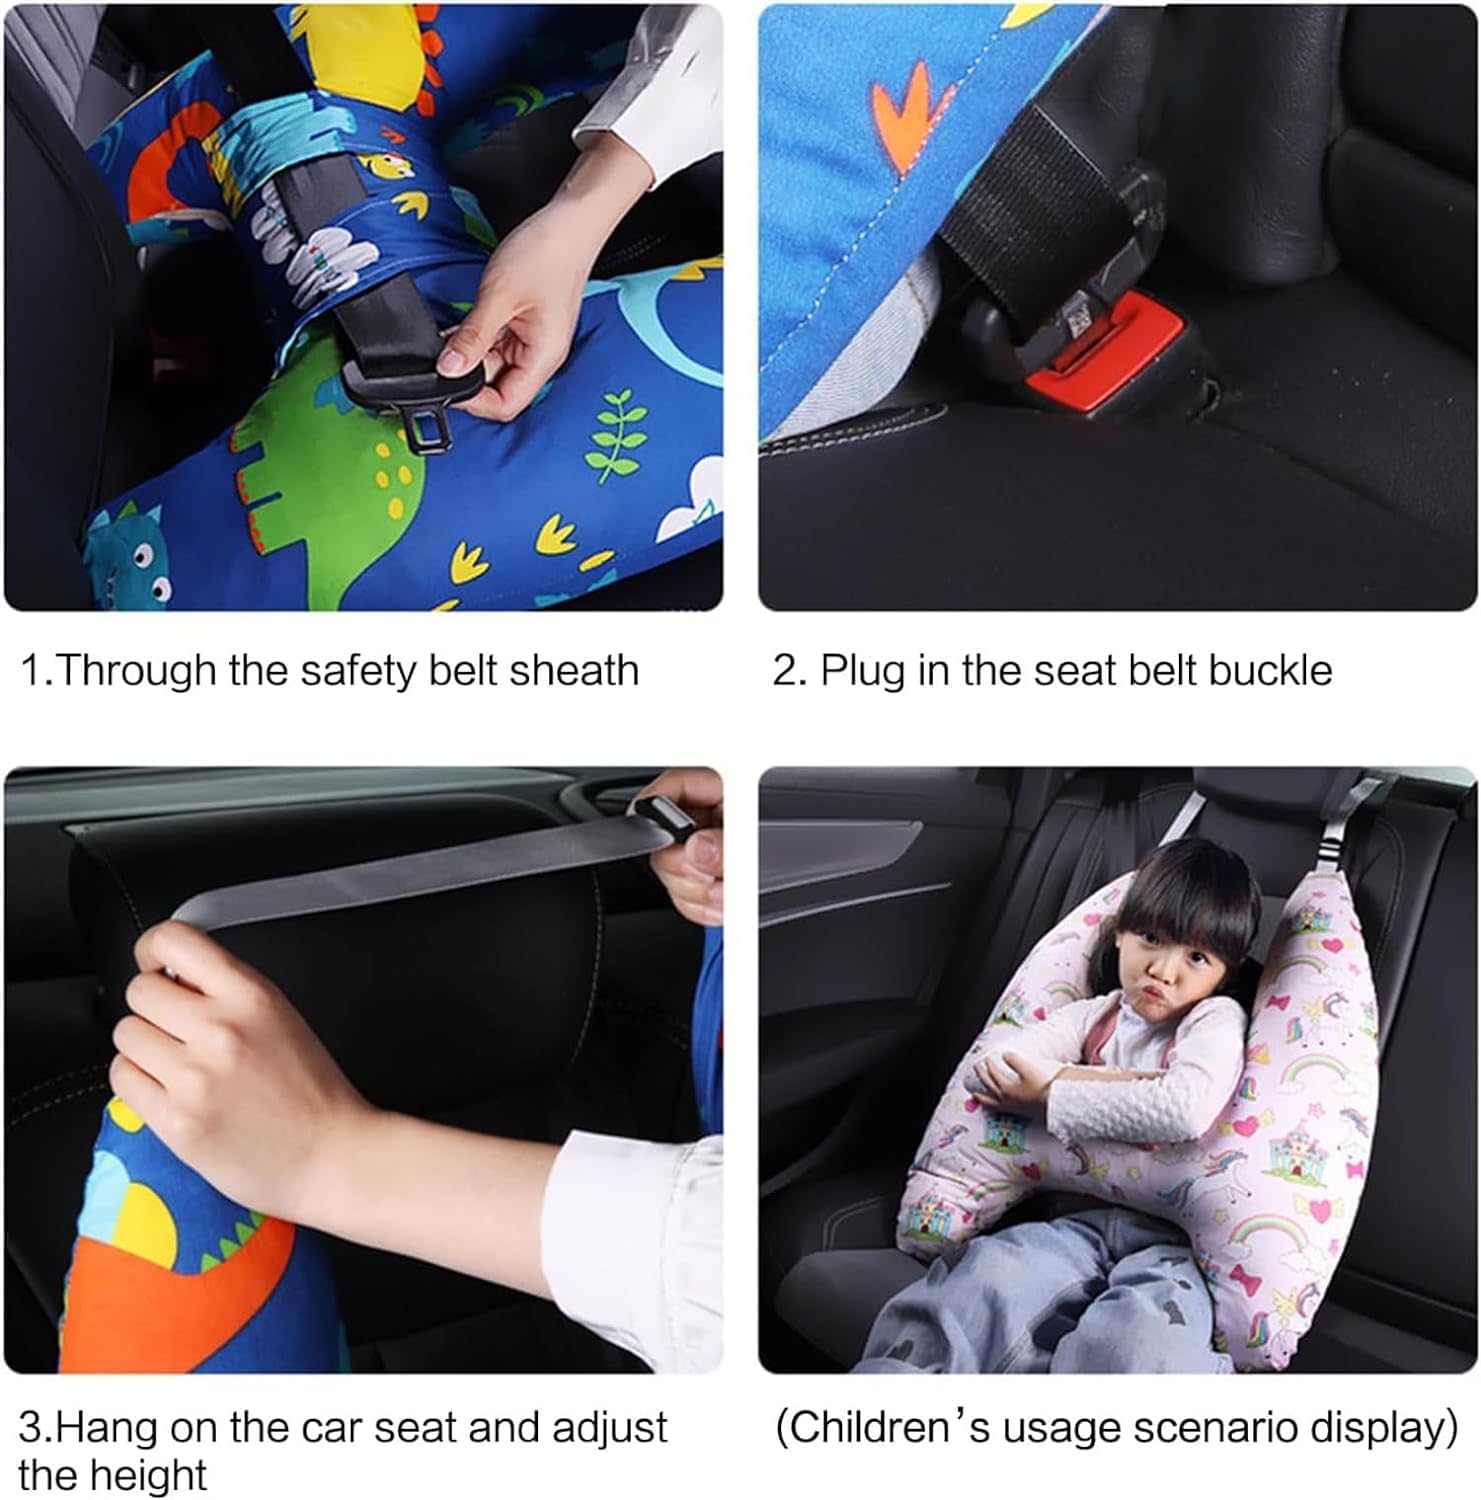 1.Through the safety belt sheath
2. Plug in the seat belt buckle
3.Hang on the car seat and adjust
the height
(Children’s usage scenario display)